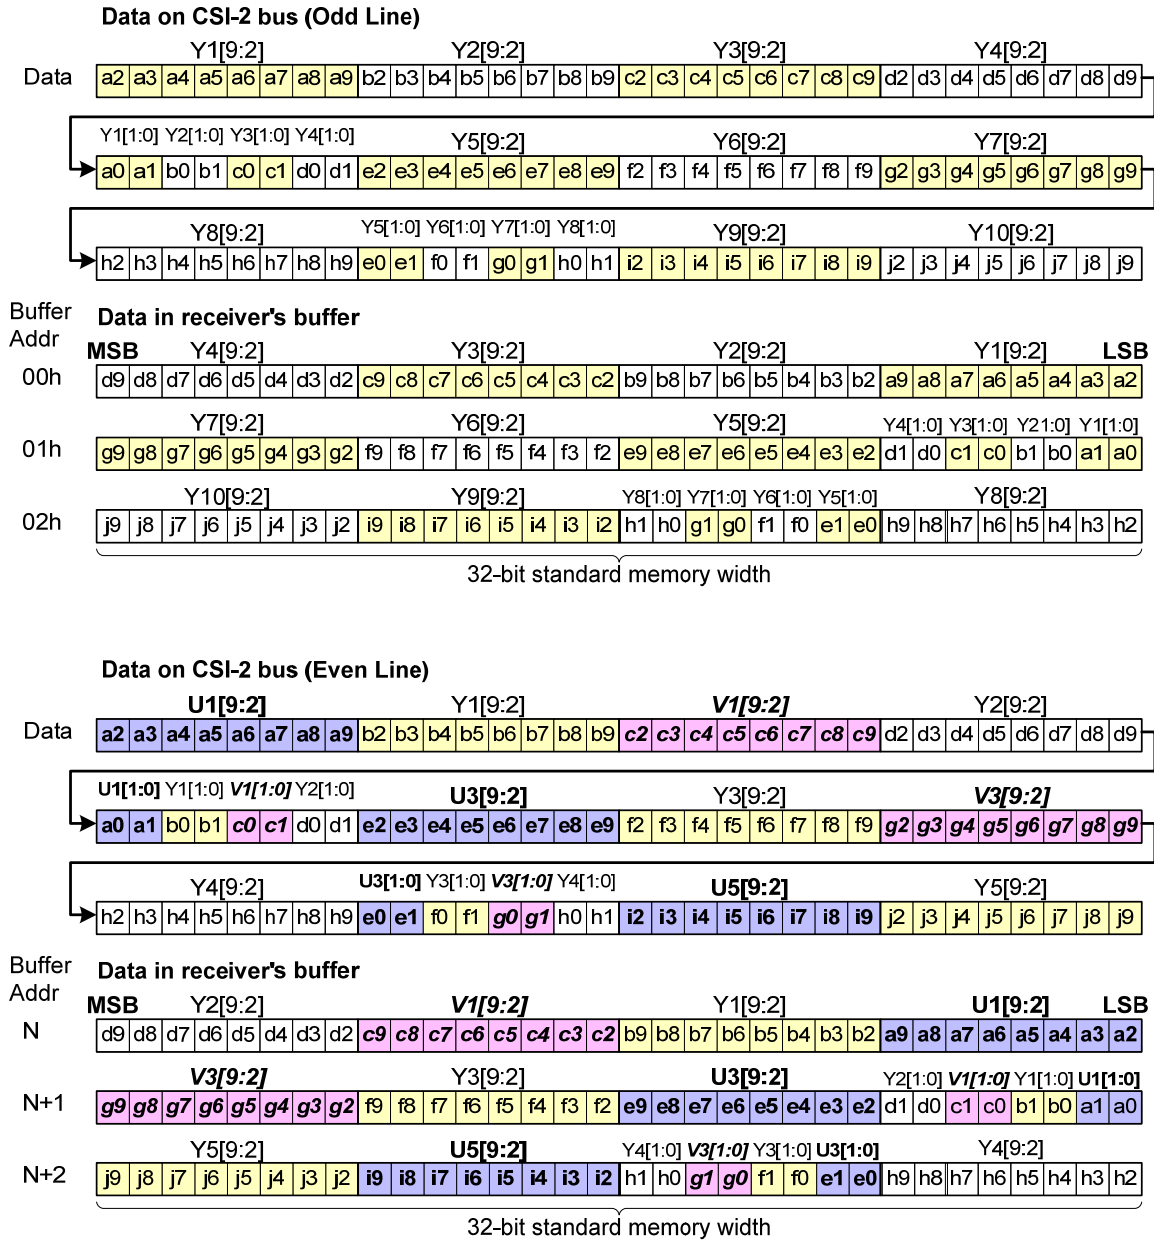 Data on CSI-2 bus (Odd Line)
Y1[9:2] Y2[9:2] Y3[9:2] Y4[9:2]
Data a2 a3 a4 a5 a6 a7 a8 a9 b2 b3 b4 b5 b6 b7 b8 b9 c2 c3 c4 c5 c6 c7 c8 c9 d2 d3 d4 d5 d6 d7 d8 d9
Y1[1:0] Y2[1:0] Y3[1:0] Y4[1:0] Y5[9:2] Y6[9:2] Y7[9:2]
a0 a1 b0 b1 c0 c1 d0 d1 e2 e3 e4 e5 e6 e7 e8 e9 f2 f3 f4 f5 f6 f7 f8 f9 g2 g3 g4 g5 g6 g7 g8 g9
Y8[9:2] Y5[1:0] Y6[1:0] Y7[1:0] Y8[1:0] Y9[9:2] Y10[9:2]
h2 h3 h4 h5 h6 h7 h8 h9 e0 e1 f0 f1 g0 g1 h0 h1 i2 i3 i4 i5 i6 i7 i8 i9 j2 j3 j4 j5 j6 j7 j8 j9
Buffer
Addr
Data in receiver's buffer
MSB Y4[9:2] Y3[9:2] Y2[9:2] Y1[9:2] LSB
00h d9 d8 d7 d6 d5 d4 d3 d2 c9 c8 c7 c6 c5 c4 c3 c2 b9 b8 b7 b6 b5 b4 b3 b2 a9 a8 a7 a6 a5 a4 a3 a2
Y7[9:2] Y6[9:2] Y5[9:2] Y4[1:0] Y3[1:0] Y21:0] Y1[1:0]
01h g9 g8 g7 g6 g5 g4 g3 g2 f9 f8 f7 f6 f5 f4 f3 f2 e9 e8 e7 e6 e5 e4 e3 e2 d1 d0 c1 c0 b1 b0 a1 a0
Y10[9:2] Y9[9:2] Y8[1:0] Y7[1:0] Y6[1:0] Y5[1:0] Y8[9:2]
02h j9 j8 j7 j6 j5 j4 j3 j2 i9 i8 i7 i6 i5 i4 i3 i2 h1 h0 g1 g0 f1 f0 e1 e0 h9 h8 h7 h6 h5 h4 h3 h2
32-bit standard memory width
Data on CSI-2 bus (Even Line)
U1[9:2] Y1[9:2] V1[9:2] Y2[9:2]
Data a2 a3 a4 a5 a6 a7 a8 a9 b2 b3 b4 b5 b6 b7 b8 b9 c2 c3 c4 c5 c6 c7 c8 c9 d2 d3 d4 d5 d6 d7 d8 d9
U1[1:0] Y1[1:0] V1[1:0] Y2[1:0] U3[9:2] Y3[9:2] V3[9:2]
a0 a1 b0 b1 c0 c1 d0 d1 e2 e3 e4 e5 e6 e7 e8 e9 f2 f3 f4 f5 f6 f7 f8 f9 g2 g3 g4 g5 g6 g7 g8 g9
Y4[9:2] U3[1:0] Y3[1:0] V3[1:0] Y4[1:0] U5[9:2] Y5[9:2]
h2 h3 h4 h5 h6 h7 h8 h9 e0 e1 f0 f1 g0 g1 h0 h1 i2 i3 i4 i5 i6 i7 i8 i9 j2 j3 j4 j5 j6 j7 j8 j9
Buffer
Addr
Data in receiver's buffer
MSB Y2[9:2] V1[9:2] Y1[9:2] U1[9:2] LSB
N d9 d8 d7 d6 d5 d4 d3 d2 c9 c8 c7 c6 c5 c4 c3 c2 b9 b8 b7 b6 b5 b4 b3 b2 a9 a8 a7 a6 a5 a4 a3 a2
V3[9:2] Y3[9:2] U3[9:2] Y2[1:0] V1[1:0] Y1[1:0] U1[1:0]
N+1 g9 g8 g7 g6 g5 g4 g3 g2 f9 f8 f7 f6 f5 f4 f3 f2 e9 e8 e7 e6 e5 e4 e3 e2 d1 d0 c1 c0 b1 b0 a1 a0
Y5[9:2] U5[9:2] Y4[1:0] V3[1:0] Y3[1:0] U3[1:0] Y4[9:2]
N+2 j9 j8 j7 j6 j5 j4 j3 j2 i9 i8 i7 i6 i5 i4 i3 i2 h1 h0 g1 g0 f1 f0 e1 e0 h9 h8 h7 h6 h5 h4 h3 h2
32-bit standard memory width